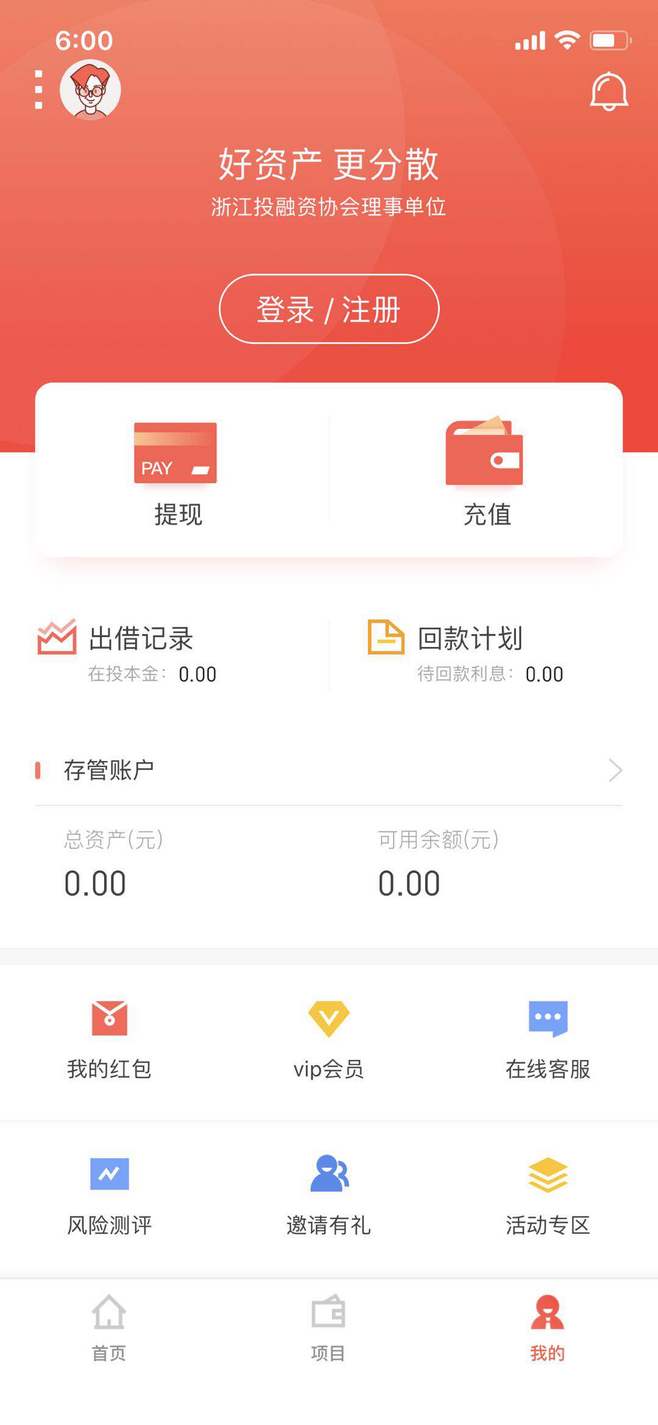 6:00
好资产 更分散
浙江投融资协会理事单位
登录 / 注册
PAY
提现
充值
出借记录
在投本金: 0.00
回款计划
待回款利息: 0.00
存管账户
总资产(元)
可用余额(元)
0.00
0.00
我的红包
vip会员
在线客服
风险测评
邀请有礼
活动专区
首页
项目
我的